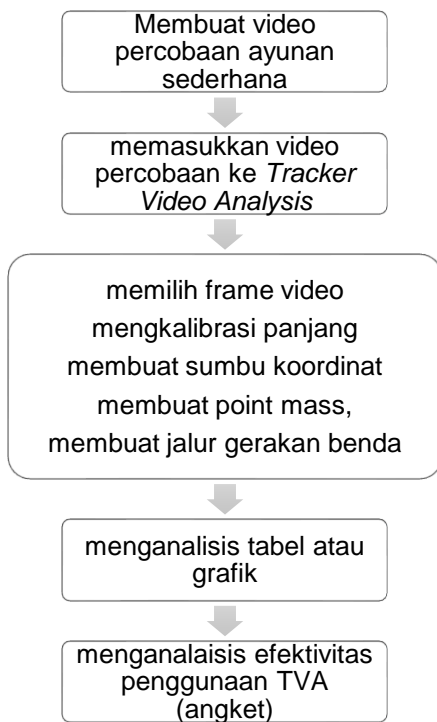 Membuat video
percobaan ayunan
sederhana
memasukkan video
percobaan ke Tracker
Video Analysis
memilih frame video
mengkalibrasi panjang
membuat sumbu koordinat
membuat point mass,
membuat jalur gerakan benda
menganalisis tabel atau
grafik
menganalaisis efektivitas
penggunaan TVA
(angket)